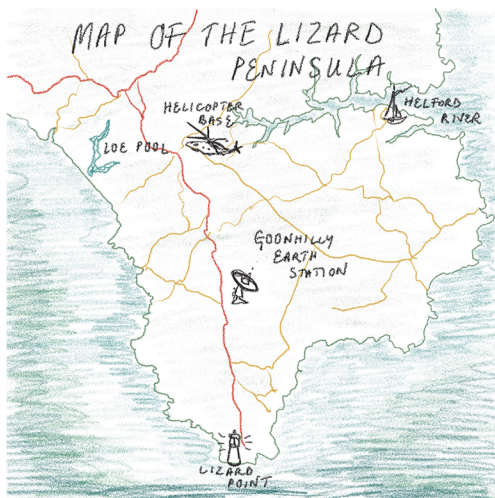 MAP OF THE LIZARD
PENINSULA
HELICOPTER
BASE
HELFORD
RIVER
LOE POOL
GOONHILLY
EARTH
STATION
LIZARD
POINT